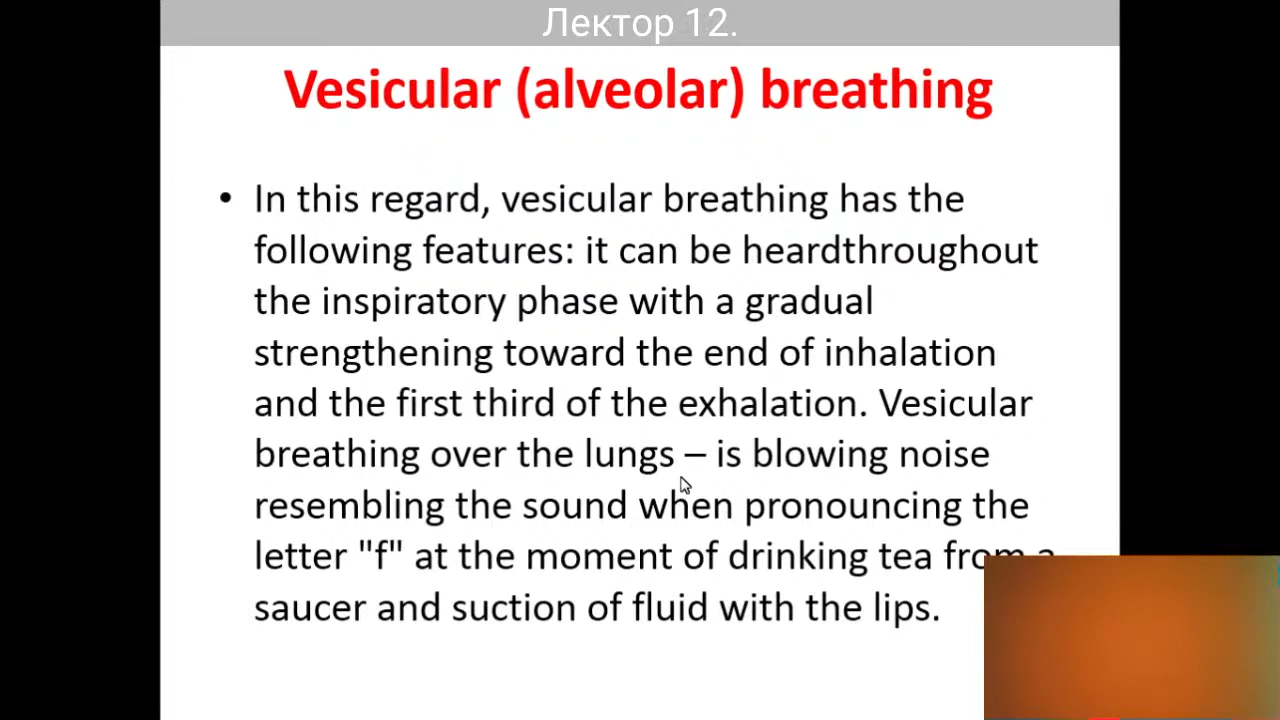 Лектор 12.
Vesicular (alveolar) breathing
• In this regard, vesicular breathing has the
following features: it can be heardthroughout
the inspiratory phase with a gradual
strengthening toward the end of inhalation
and the first third of the exhalation. Vesicular
breathing over the lungs – is blowing noise
resembling the sound when pronouncing the
letter "f" at the moment of drinking tea from a
saucer and suction of fluid with the lips.